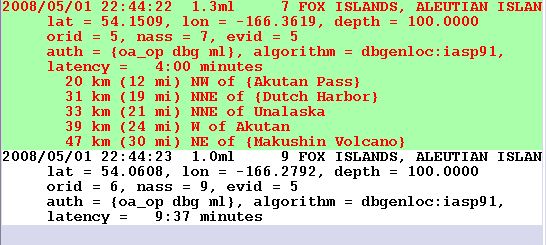 2008/05/01 22:44:22 1.3ml 7 FOX ISLANDS, ALEUTIAN ISLAN
lat = 54.1509, lon = -166.3619, depth = 100.0000
orid = 5, nass = 7, evid = 5
auth = {oa_op dbg ml}, algorithm = dbgenloc:iasp91,
latency = 4:00 minutes
20 km (12 mi) NW of {Akutan Pass}
31 km (19 mi) NNE of {Dutch Harbor}
33 km (21 mi) NNE of Unalaska
39 km (24 mi) W of Akutan
47 km (30 mi) NE of {Makushin Volcano}
2008/05/01 22:44:23 1.0ml 9 FOX ISLANDS, ALEUTIAN ISLAN
lat = 54.0608, lon = -166.2792, depth = 100.0000
orid = 6, nass = 9, evid = 5
auth = {oa_op dbg ml}, algorithm = dbgenloc:iasp91,
latency = 9:37 minutes